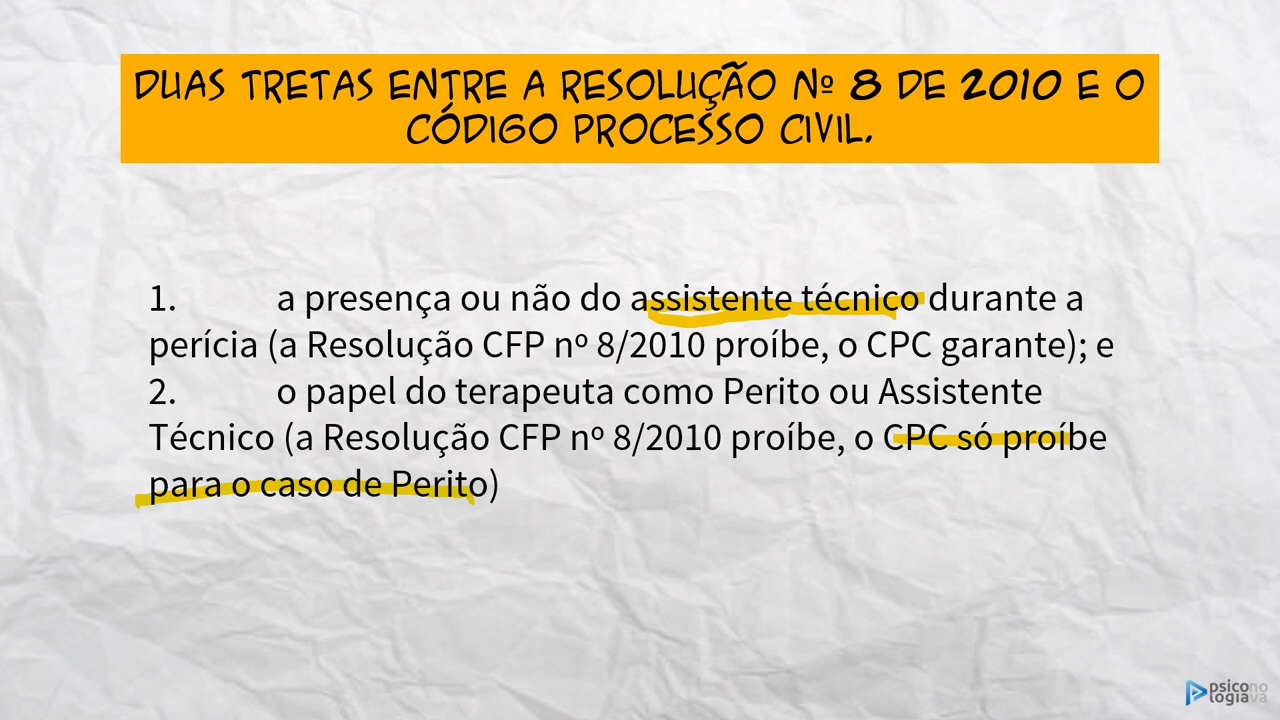 DUAS TRETAS ENTRE A RESOLUÇÃO Nº 8 DE 2010 E O
CÓDIGO PROCESSO CIVIL.
1. a presença ou não do assistente técnico durante a
perícia (a Resolução CFP nº 8/2010 proíbe, o CPC garante); e
2. o papel do terapeuta como Perito ou Assistente
Técnico (a Resolução CFP nº 8/2010 proíbe, o CPC só proíbe
para o caso de Perito)
psicono
logiava